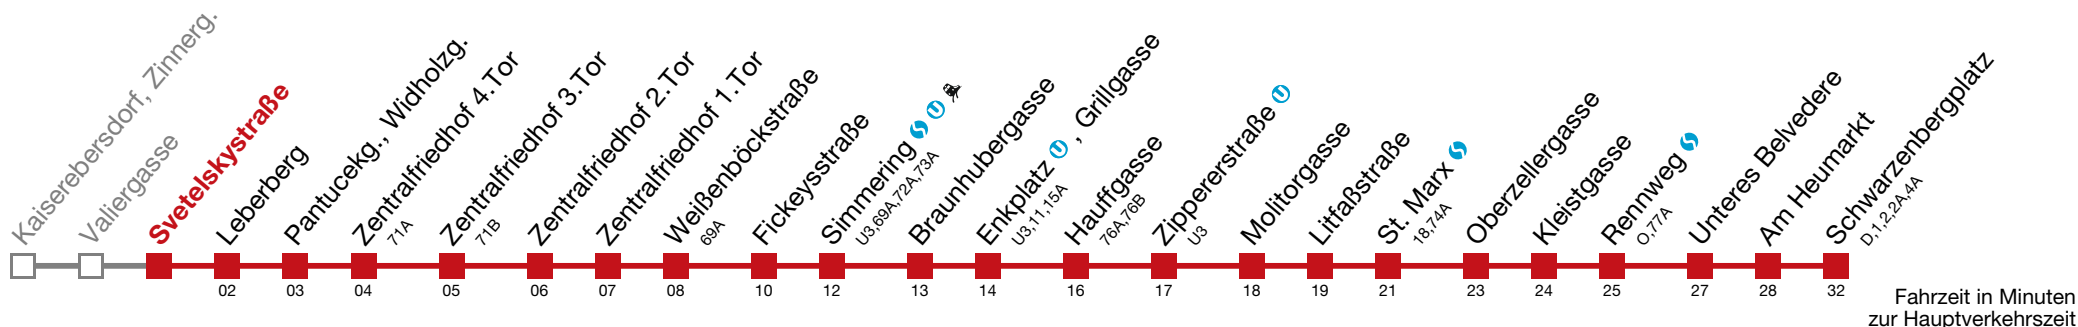 Kaiserebersdorf, Zinnerg.
Valiergasse
Svetelskystraße
Leberberg
Pantucekg., Widholzg.
Zentralfriedhof 4.Tor
71A
Zentralfriedhof 3.Tor
71B
Zentralfriedhof 2.Tor
Zentralfriedhof 1.Tor
Weißenböckstraße
69A
Fickeysstraße
Simmering S U
U3,69A,72A,73A
Braunhubergasse
Enkplatz U , Grillgasse
U3,11,15A
Hauffgasse
76A,76B
Zippererstraße U
U3
Molitorgasse
Litfaßstraße
St. Marx S
18,74A
Oberzellergasse
Kleistgasse
Rennweg S
O,77A
Unteres Belvedere
Am Heumarkt
Schwarzenbergplatz
D,1,2,2A,4A
02 03 04 05 06 07 08 10 12 13 14 16 17 18 19 21 23 24 25 27 28 32
Fahrzeit in Minuten
zur Hauptverkehrszeit